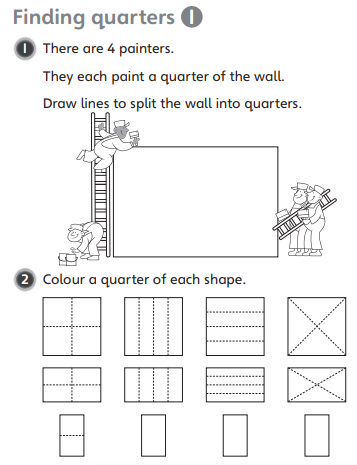 Finding quarters 1
1 There are 4 painters.
They each paint a quarter of the wall.
Draw lines to split the wall into quarters.
2 Colour a quarter of each shape.